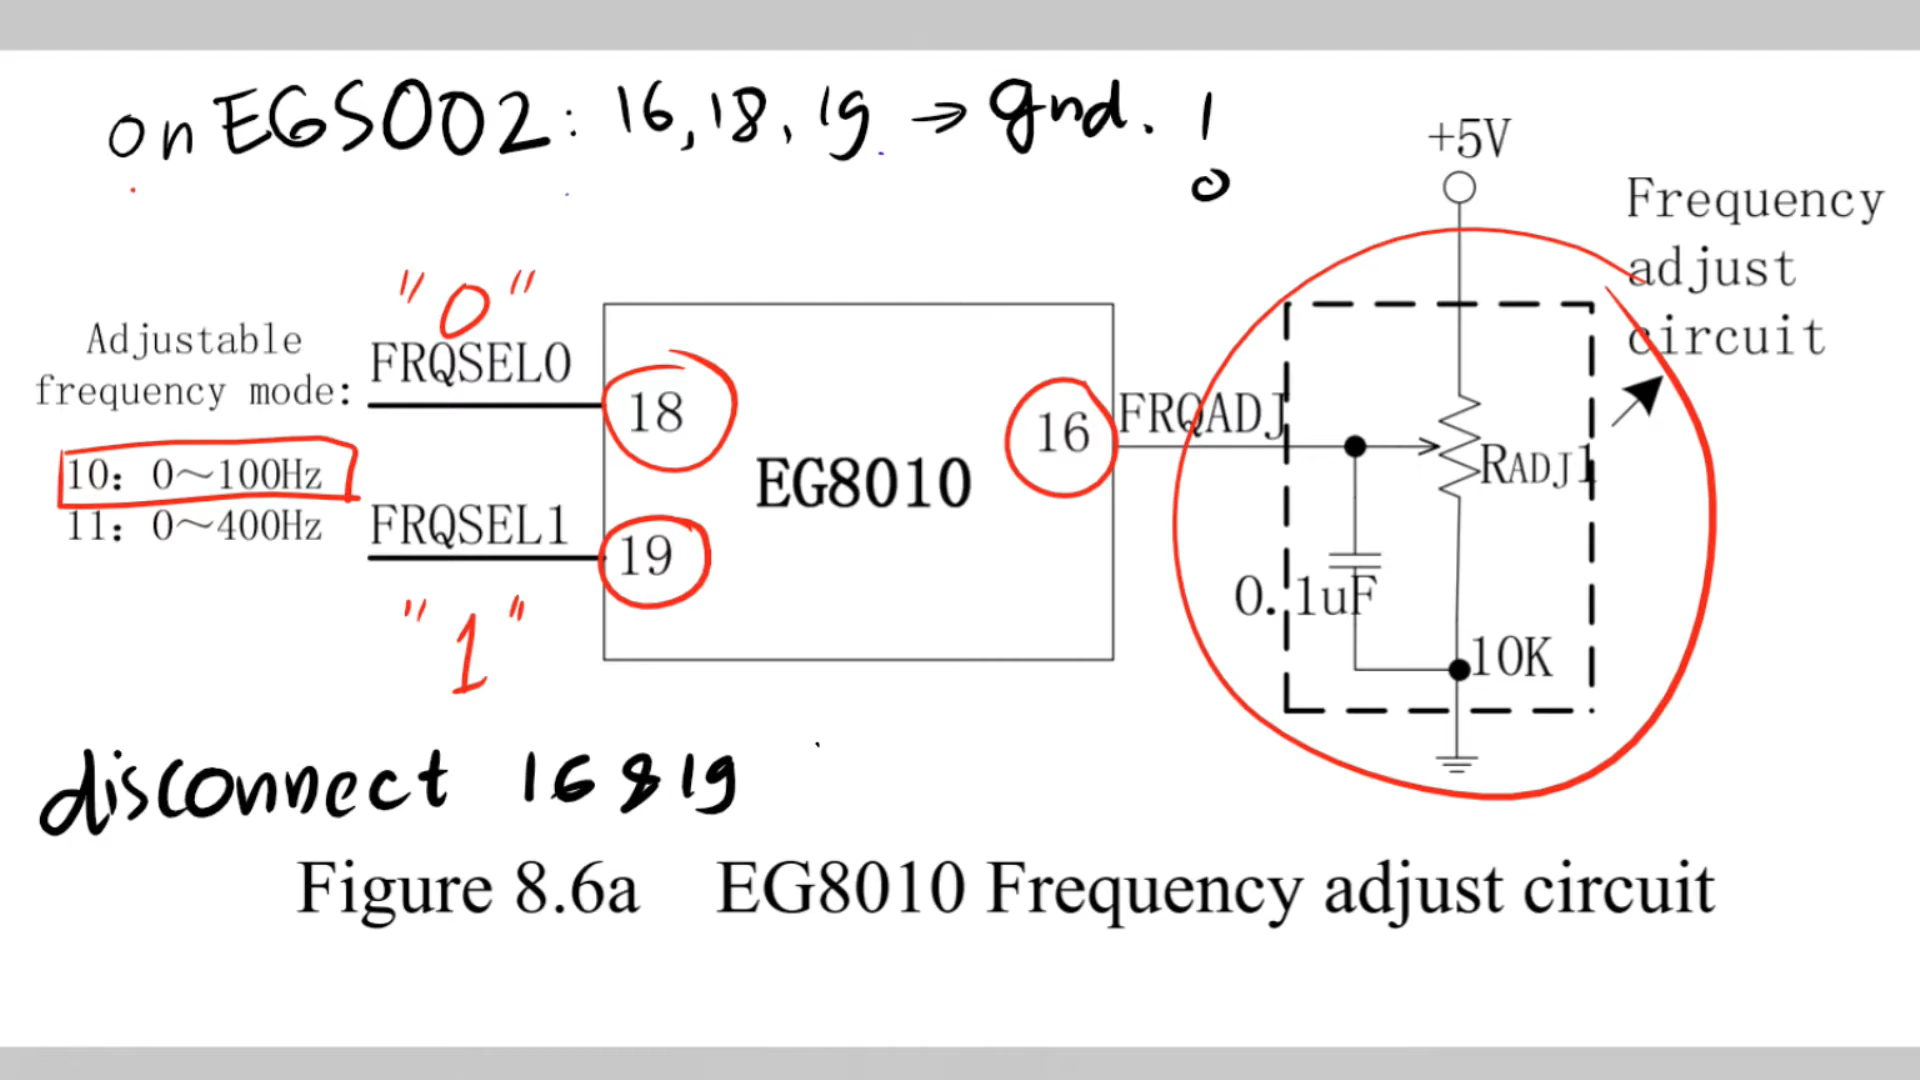 on EGS002: 16, 18, 19 → gnd. 1
0
+5V
Frequency
adjust
circuit
"0"
Adjustable
frequency mode:
FRQSEL0
18
16
FRQADJ
10: 0～100Hz
EG8010
RADJ1
11: 0～400Hz
FRQSEL1
19
0.1uF
"1"
10K
disconnect 16 & 19
Figure 8.6a EG8010 Frequency adjust circuit